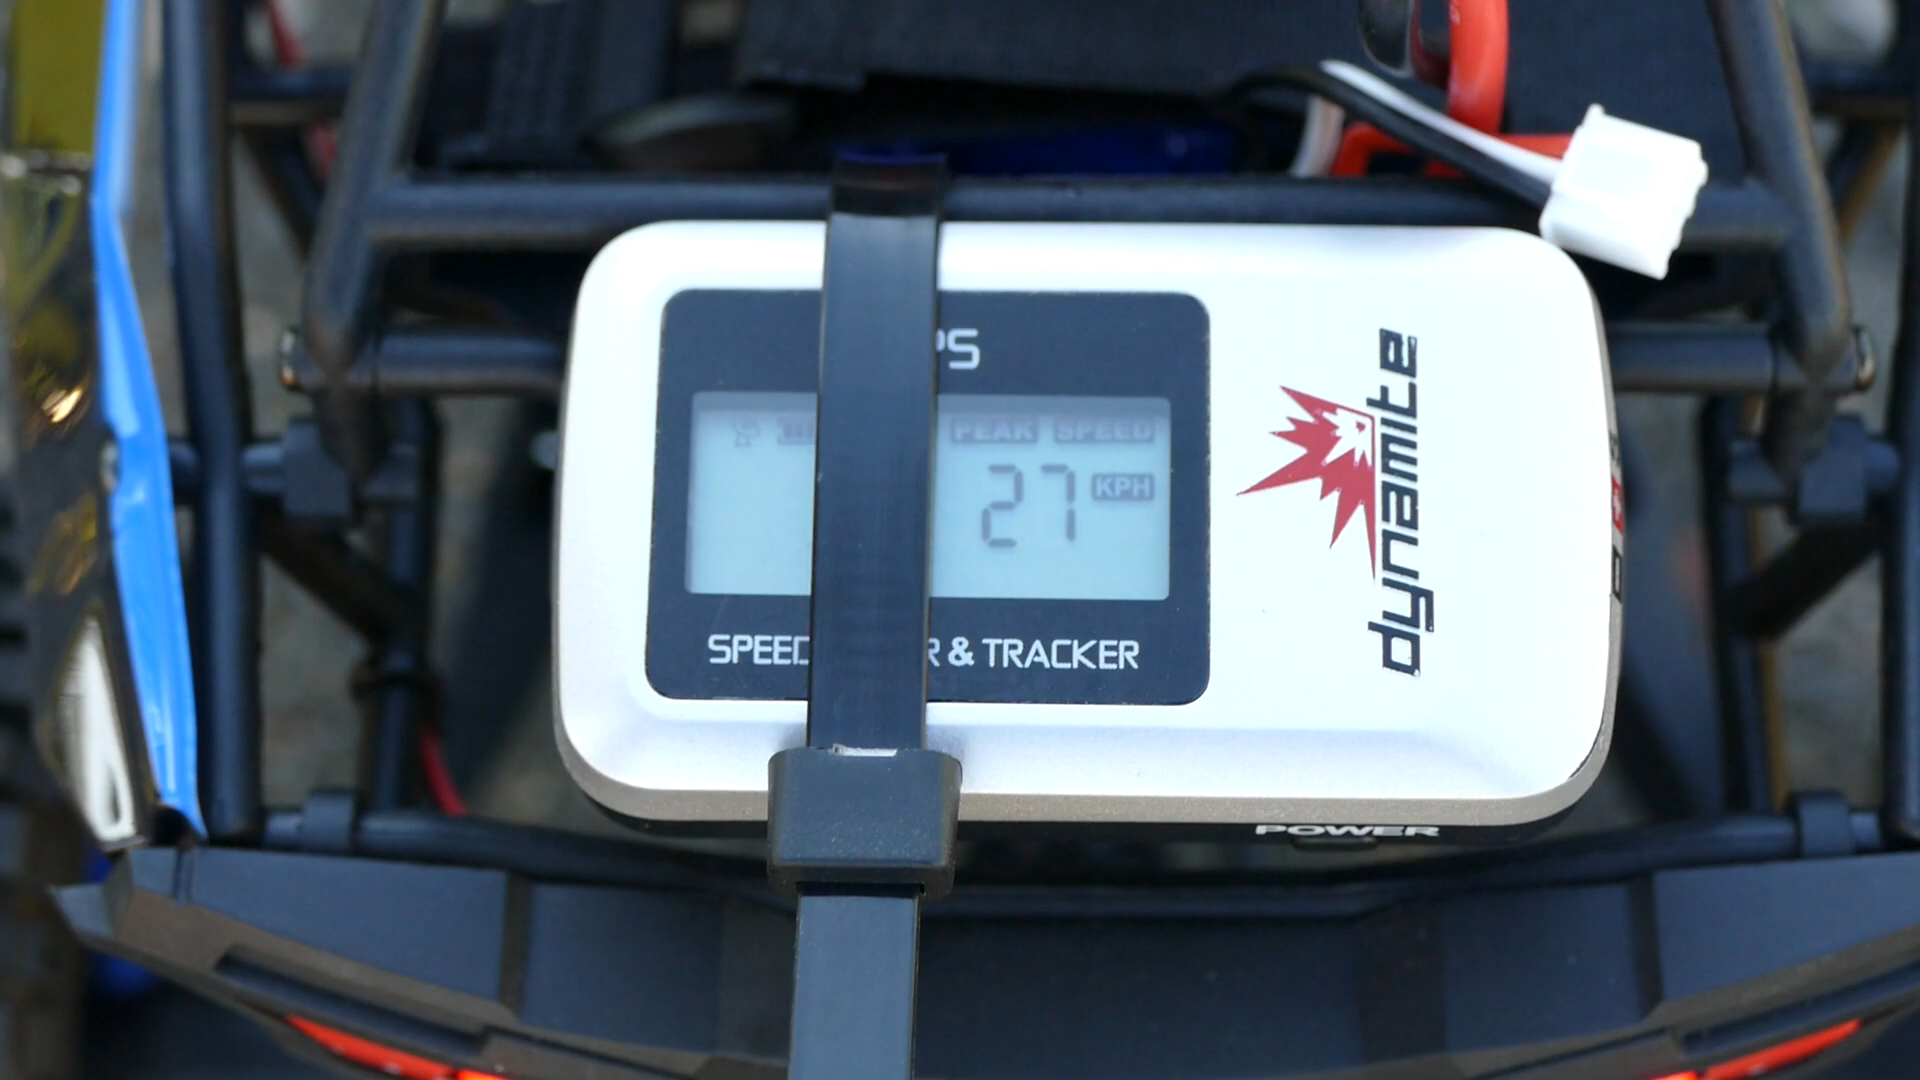 PS
PEAK SPEED
27 KPH
SPEED R & TRACKER
dynamite
POWER